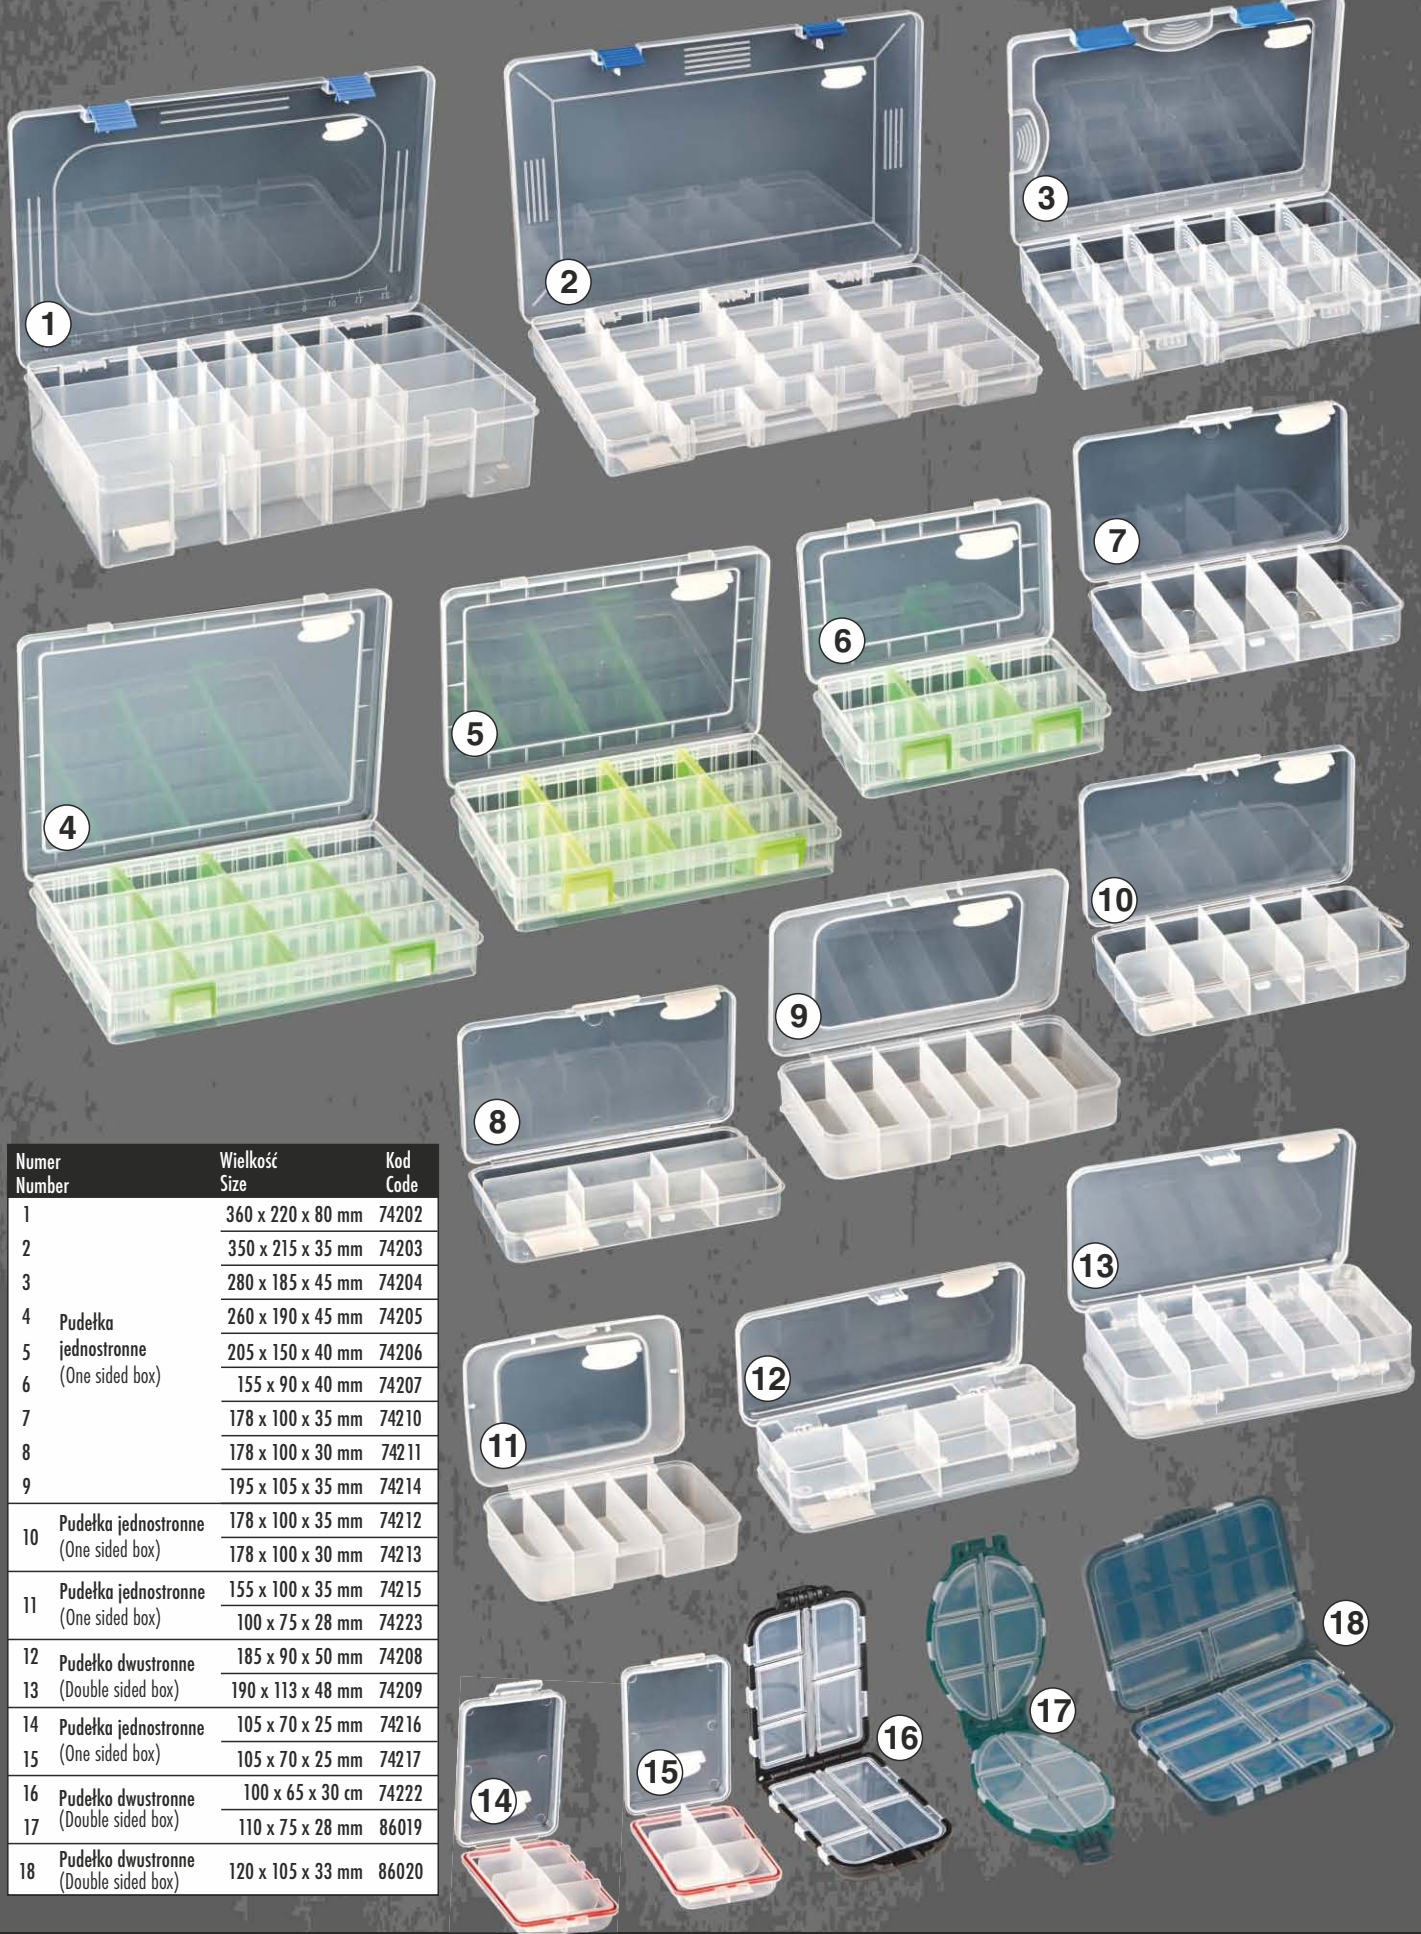 1
2
3
4
5
6
7
8
9
10
11
12
13
14
15
16
17
18
Numer Wielkość Kod
Number Size Code
1 360 x 220 x 80 mm 74202
2 350 x 215 x 35 mm 74203
3 280 x 185 x 45 mm 74204
4 Pudełka 260 x 190 x 45 mm 74205
5 jednostronne 205 x 150 x 40 mm 74206
6 (One sided box) 155 x 90 x 40 mm 74207
7 178 x 100 x 35 mm 74210
8 178 x 100 x 30 mm 74211
9 195 x 105 x 35 mm 74214
10 Pudełka jednostronne 178 x 100 x 35 mm 74212
(One sided box) 178 x 100 x 30 mm 74213
11 Pudełka jednostronne 155 x 100 x 35 mm 74215
(One sided box) 100 x 75 x 28 mm 74223
12 Pudełko dwustronne 185 x 90 x 50 mm 74208
13 (Double sided box) 190 x 113 x 48 mm 74209
14 Pudełka jednostronne 105 x 70 x 25 mm 74216
15 (One sided box) 105 x 70 x 25 mm 74217
16 Pudełko dwustronne 100 x 65 x 30 cm 74222
17 (Double sided box) 110 x 75 x 28 mm 86019
18 Pudełko dwustronne 120 x 105 x 33 mm 86020
(Double sided box)